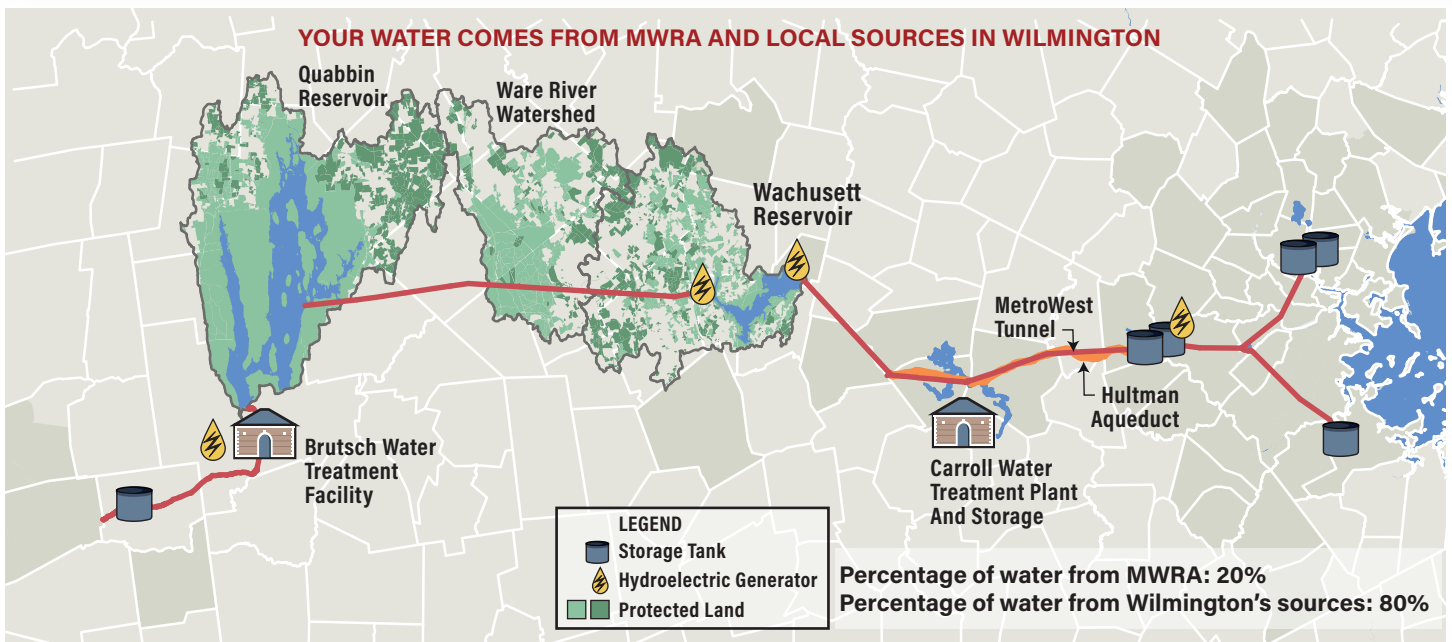 YOUR WATER COMES FROM MWRA AND LOCAL SOURCES IN WILMINGTON
Quabbin
Reservoir
Ware River
Watershed
Wachusett
Reservoir
MetroWest
Tunnel
Hultman
Aqueduct
Brutsch Water
Treatment
Facility
Carroll Water
Treatment Plant
And Storage
LEGEND
Storage Tank
Hydroelectric Generator
Protected Land
Percentage of water from MWRA: 20%
Percentage of water from Wilmington's sources: 80%